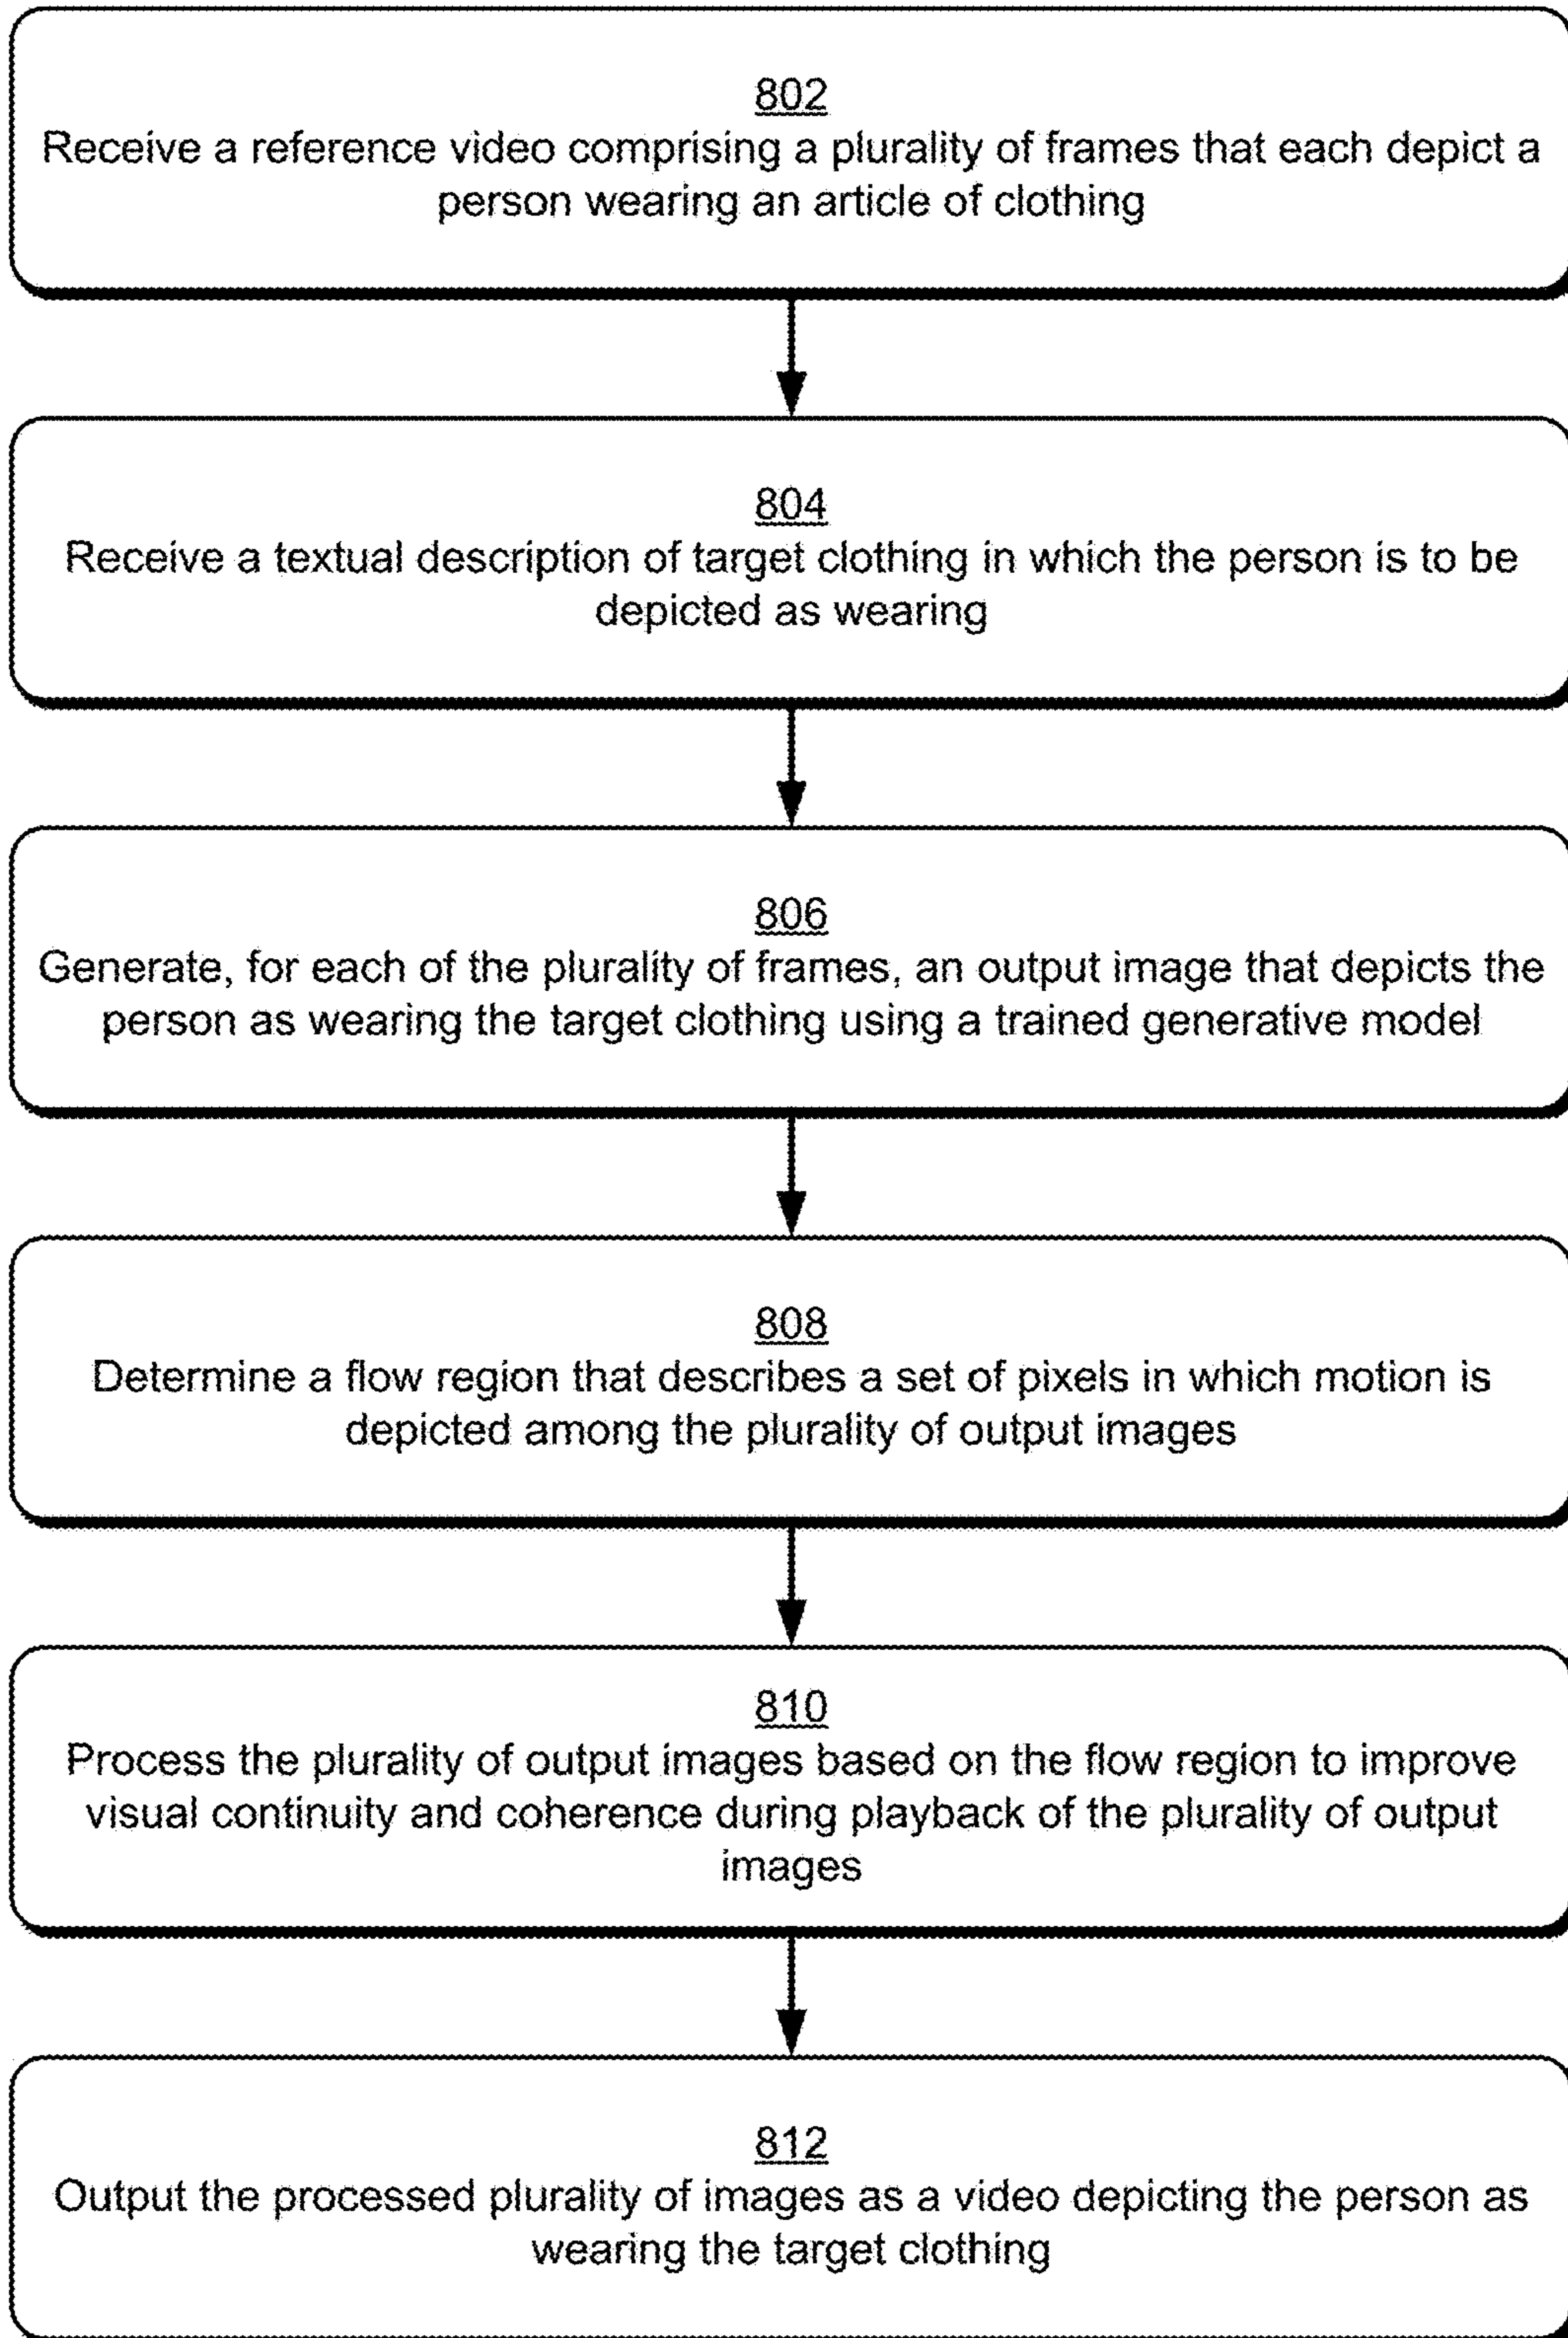 802
Receive a reference video comprising a plurality of frames that each depict a
person wearing an article of clothing
804
Receive a textual description of target clothing in which the person is to be
depicted as wearing
806
Generate, for each of the plurality of frames, an output image that depicts the
person as wearing the target clothing using a trained generative model
808
Determine a flow region that describes a set of pixels in which motion is
depicted among the plurality of output images
810
Process the plurality of output images based on the flow region to improve
visual continuity and coherence during playback of the plurality of output
images
812
Output the processed plurality of images as a video depicting the person as
wearing the target clothing